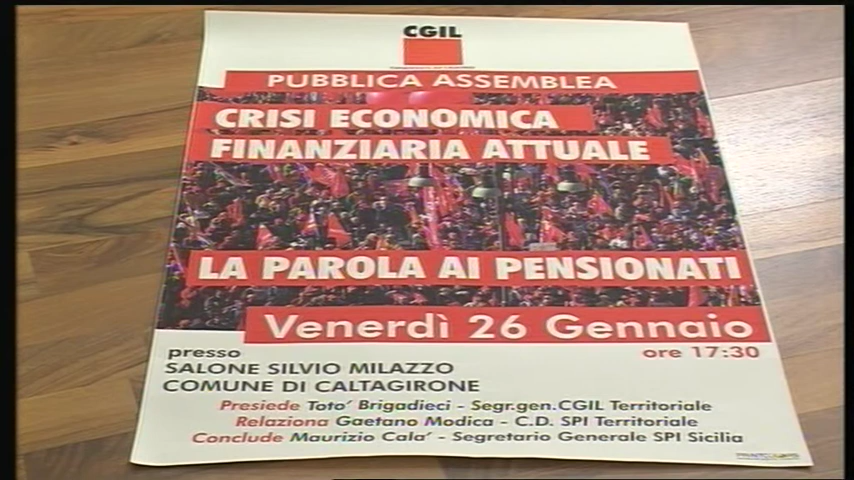 CGIL
PUBBLICA ASSEMBLEA
CRISI ECONOMICA
FINANZIARIA ATTUALE
LA PAROLA AI PENSIONATI
Venerdì 26 Gennaio
ore 17:30
presso
SALONE SILVIO MILAZZO
COMUNE DI CALTAGIRONE
Presiede Toto' Brigadieci - Segr.gen.CGIL Territoriale
Relaziona Gaetano Modica - C.D. SPI Territoriale
Conclude Maurizio Cala' - Segretario Generale SPI Sicilia